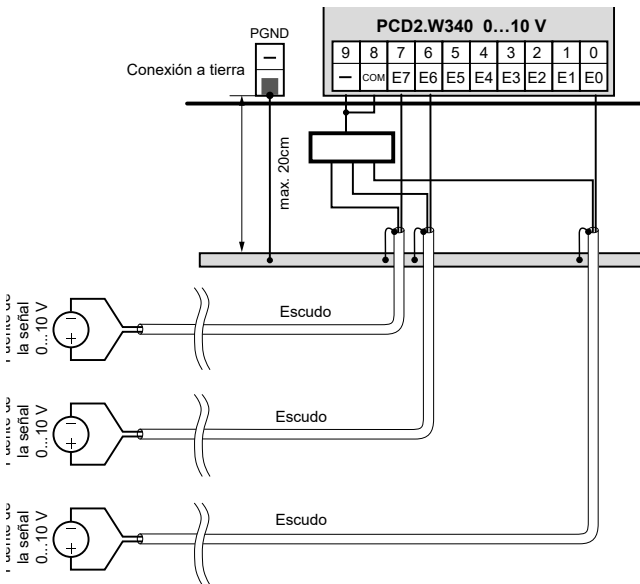 PGND
PCD2.W340 0...10 V
9 8 7 6 5 4 3 2 1 0
– COM E7 E6 E5 E4 E3 E2 E1 E0
–
Conexión a tierra
max. 20cm
Escudo
la señal
0...10 V
– 
+
Escudo
la señal
0...10 V
–
+
Escudo
la señal
0...10 V
–
+